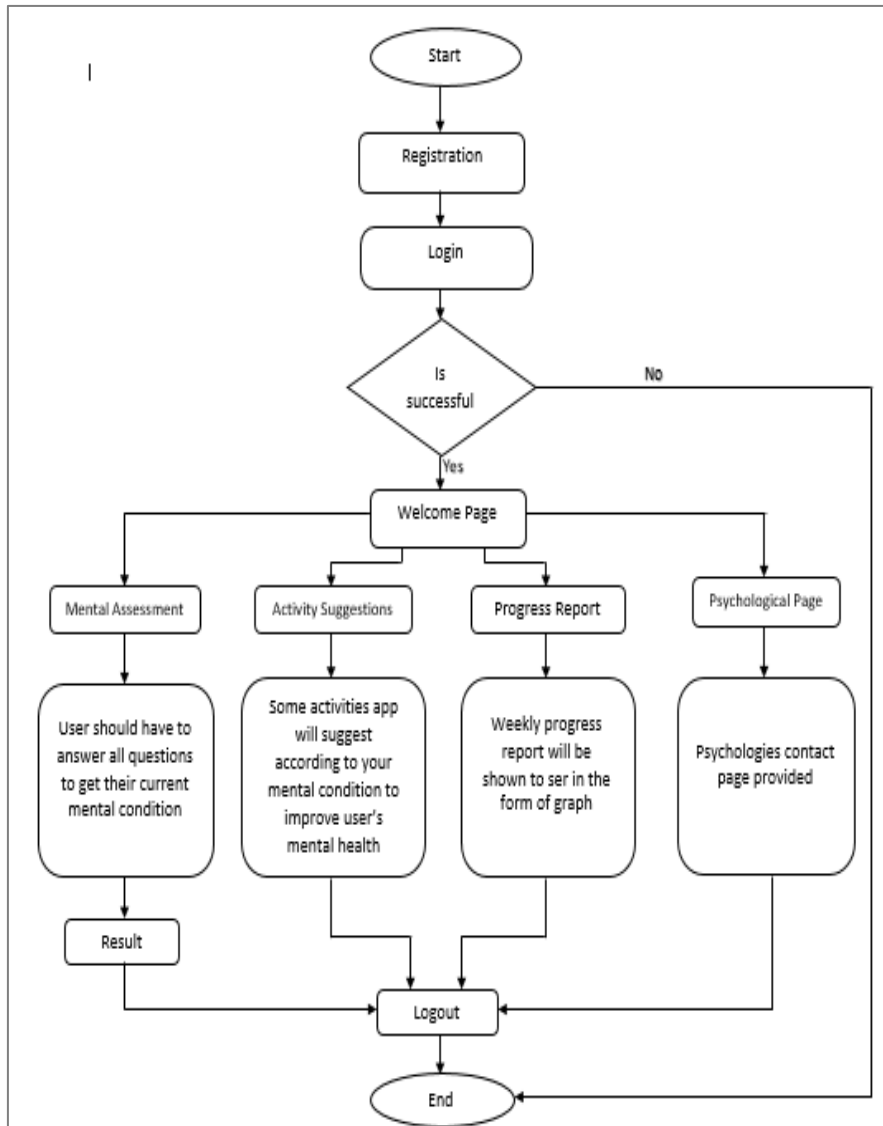 Start
Registration
Login
Is
successful
No
Yes
Welcome Page
Mental Assessment
Activity Suggestions
Progress Report
Psychological Page
User should have to
answer all questions
to get their current
mental condition
Some activities app
will suggest
according to your
mental condition to
improve user's
mental health
Weekly progress
report will be
shown to ser in the
form of graph
Psychologies contact
page provided
Result
Logout
End